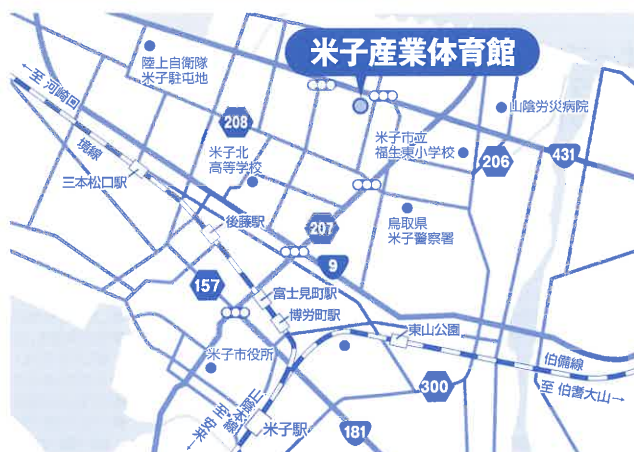 米子産業体育館
陸上自衛隊
米子駐屯地
←至 河崎口
208
山陰労災病院
米子市立
福生東小学校
431
206
境線
米子北
高等学校
三本松口駅
後藤駅
207
鳥取県
米子警察署
9
157
富士見町駅
博労町駅
東山公園
米子市役所
伯備線
300
至 伯耆大山→
山陰本線
至 安来
←
米子駅
181